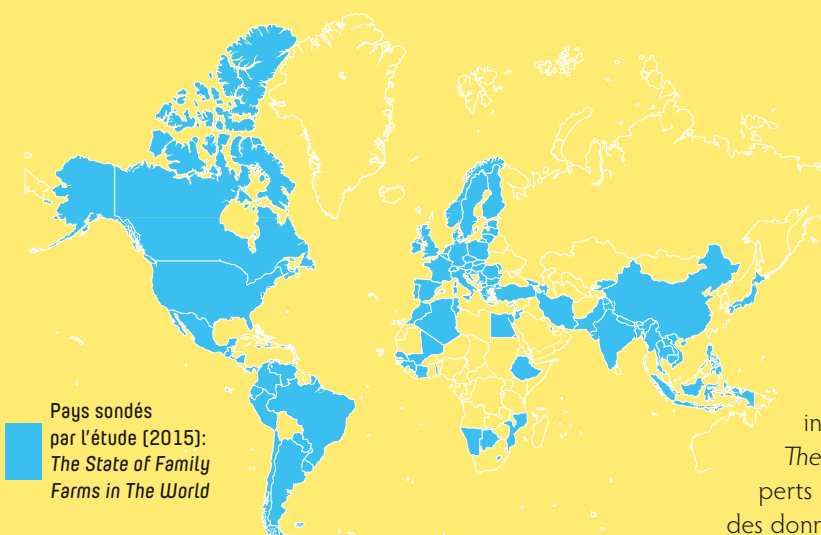 Pays sondés
par l'étude (2015):
The State of Family
Farms in The World
in
The
perts
des donn